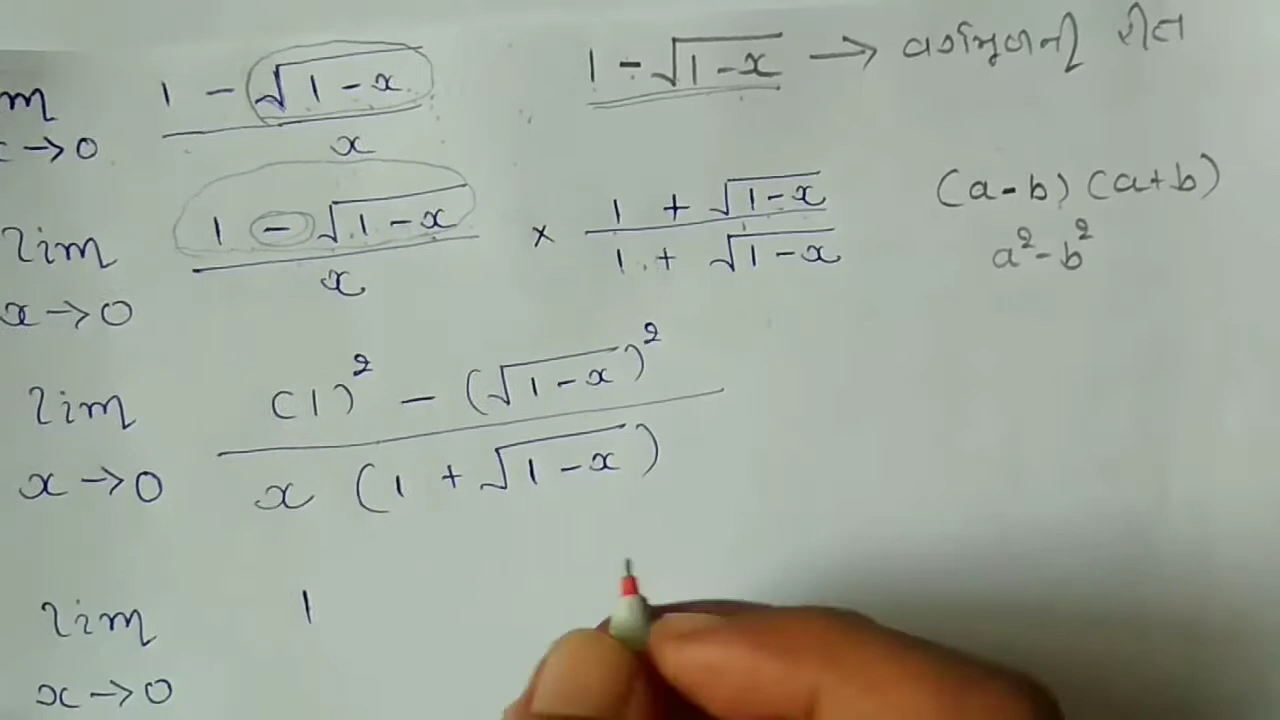 m 1 - √(1-x) / x
x→0
1 - √(1-x) → વર્ગમુળની રીત
lim 1 - √(1-x) / x × 1 + √(1-x) / 1 + √(1-x)
x→0
(a-b)(a+b)
a²-b²
lim (1)² - (√(1-x))² / x (1 + √(1-x))
x→0
lim 1
x→0